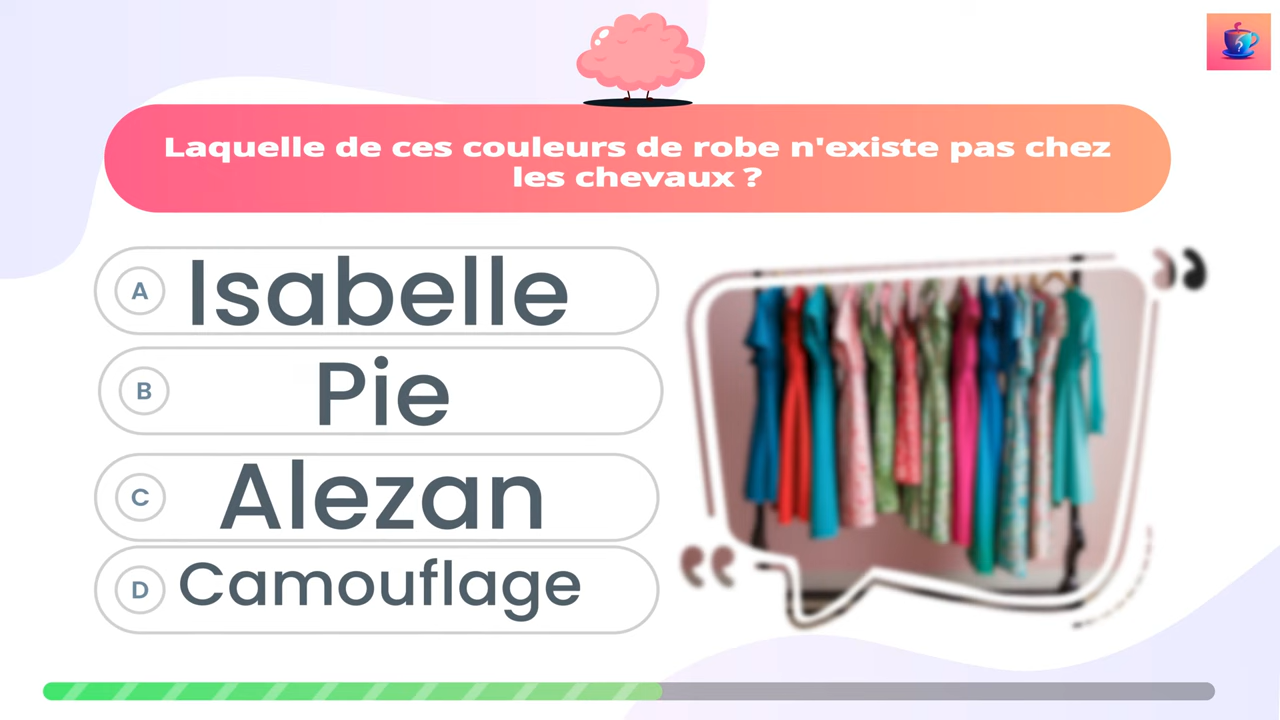 Laquelle de ces couleurs de robe n'existe pas chez
les chevaux ?
A Isabelle
B Pie
C Alezan
D Camouflage